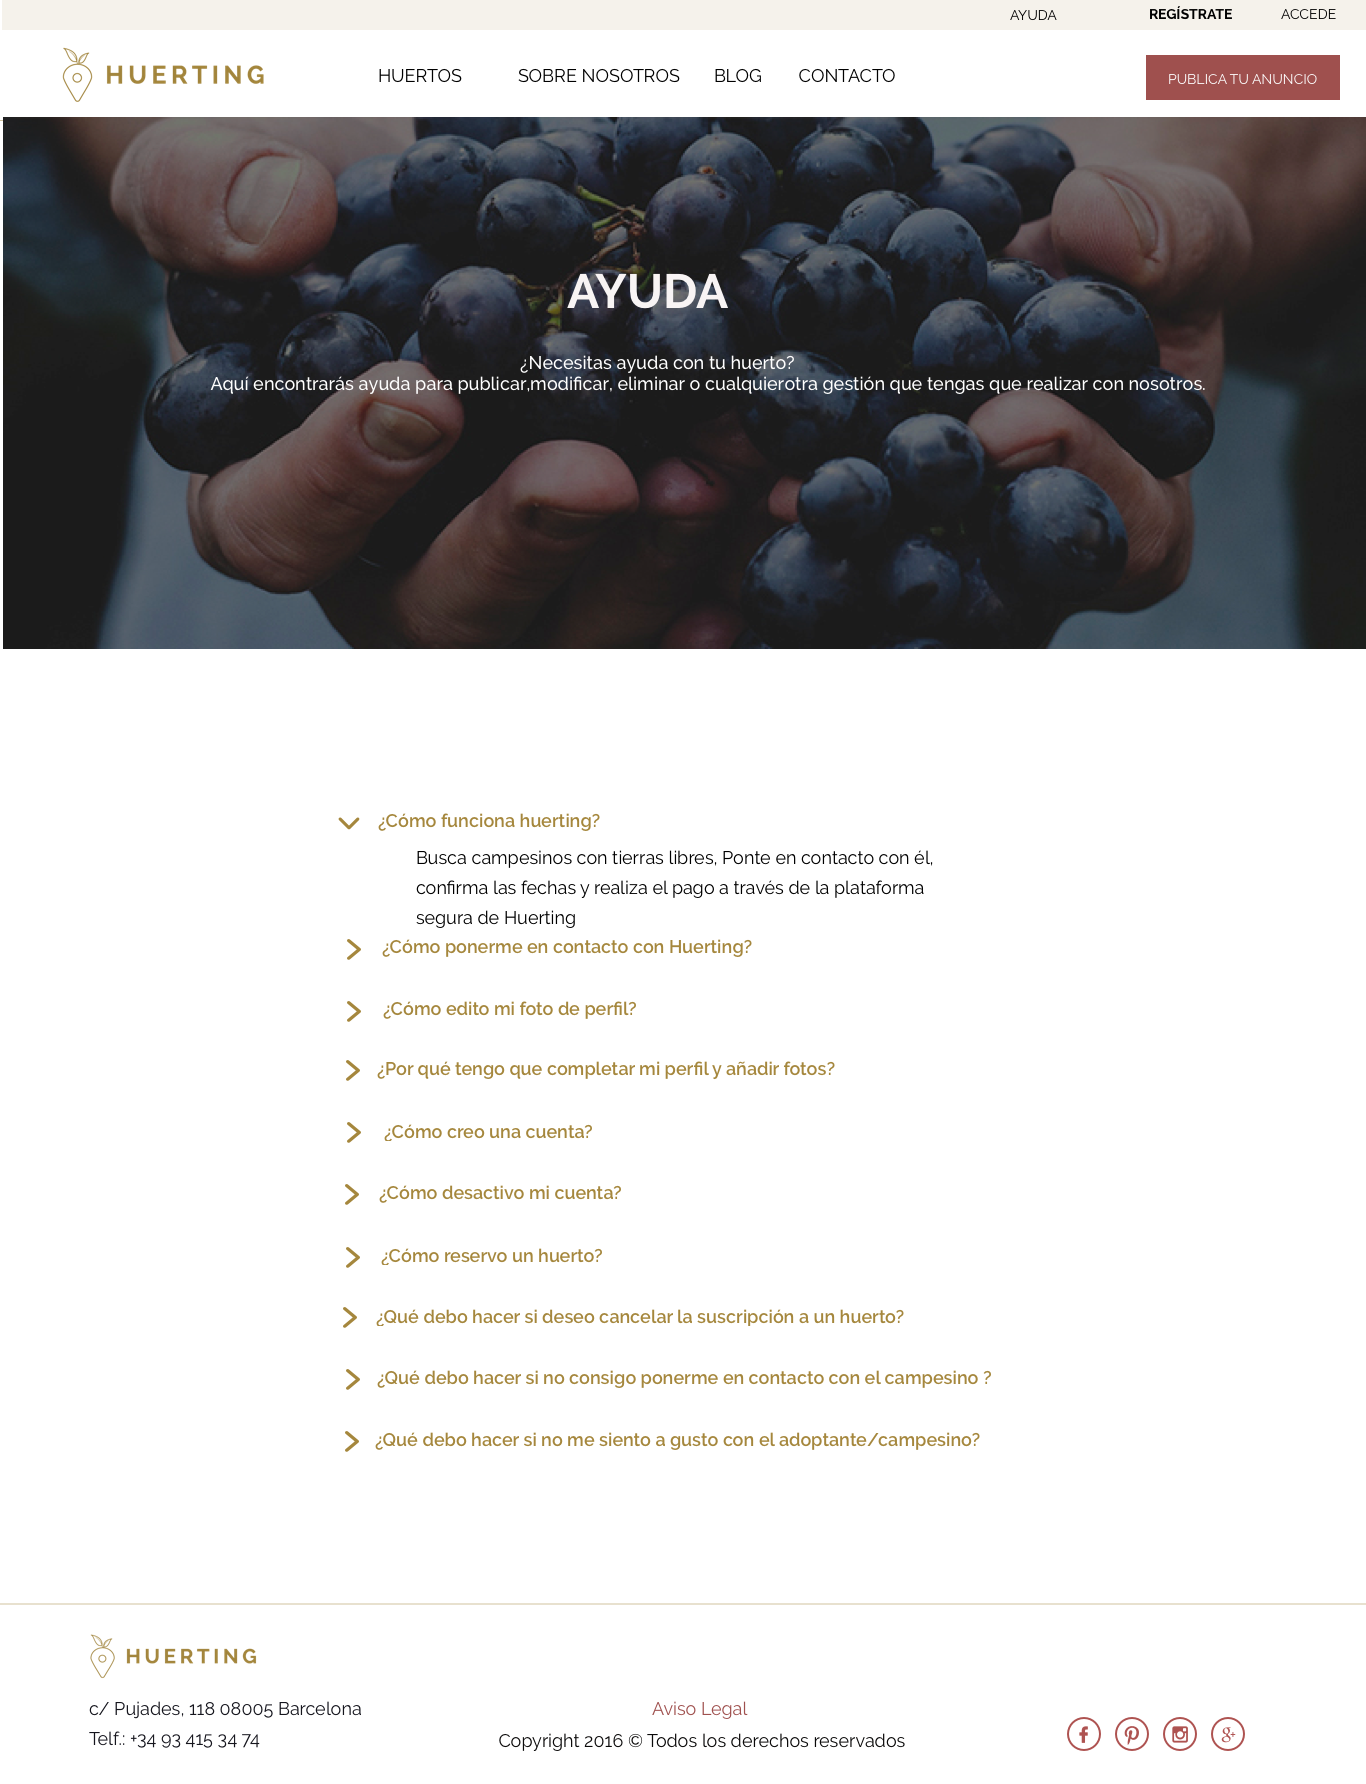 AYUDA REGÍSTRATE ACCEDE
HUERTING HUERTOS SOBRE NOSOTROS BLOG CONTACTO PUBLICA TU ANUNCIO
AYUDA
¿Necesitas ayuda con tu huerto?
Aquí encontrarás ayuda para publicar,modificar, eliminar o cualquierotra gestión que tengas que realizar con nosotros.
¿Cómo funciona huerting?
Busca campesinos con tierras libres, Ponte en contacto con él,
confirma las fechas y realiza el pago a través de la plataforma
segura de Huerting
¿Cómo ponerme en contacto con Huerting?
¿Cómo edito mi foto de perfil?
¿Por qué tengo que completar mi perfil y añadir fotos?
¿Cómo creo una cuenta?
¿Cómo desactivo mi cuenta?
¿Cómo reservo un huerto?
¿Qué debo hacer si deseo cancelar la suscripción a un huerto?
¿Qué debo hacer si no consigo ponerme en contacto con el campesino ?
¿Qué debo hacer si no me siento a gusto con el adoptante/campesino?
HUERTING
c/ Pujades, 118 08005 Barcelona
Telf.: +34 93 415 34 74
Aviso Legal
Copyright 2016 © Todos los derechos reservados